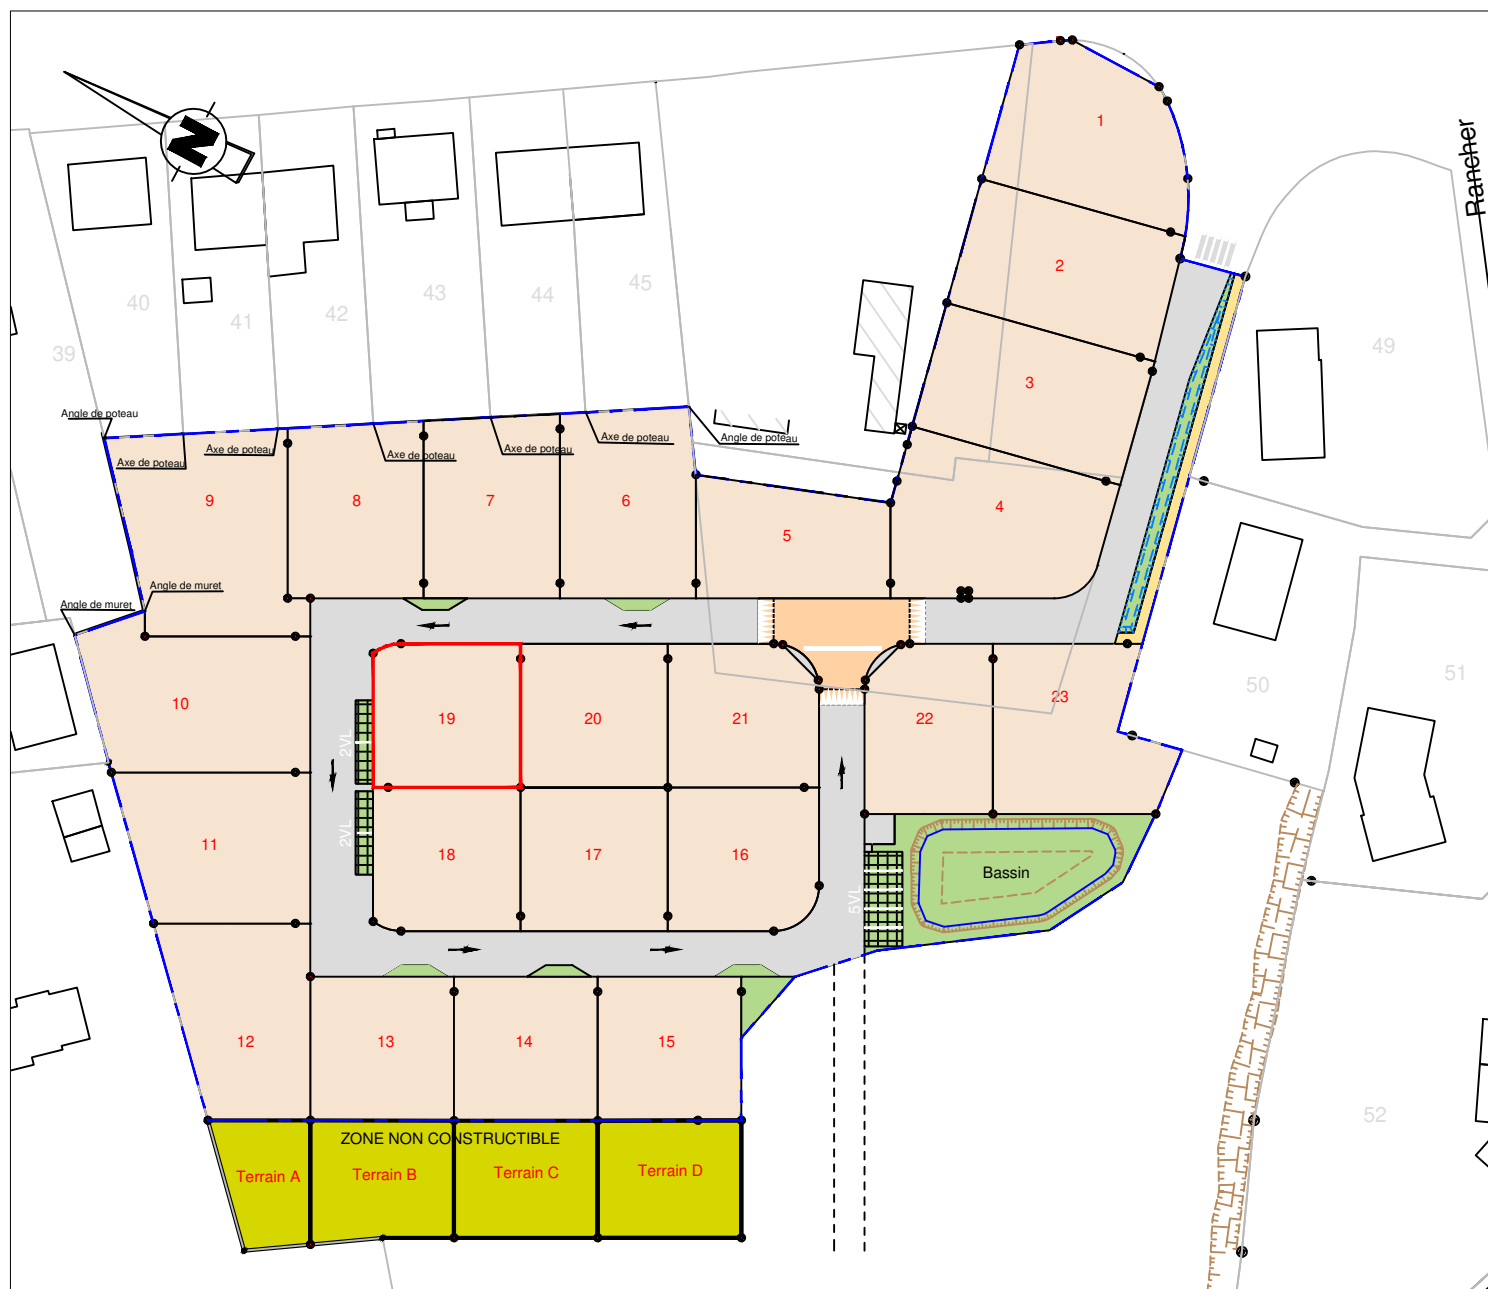 N
Rancher
1
2
3
4
5
6
7
8
9
10
11
12
13
14
15
16
17
18
19
20
21
22
23
39
40
41
42
43
44
45
49
50
51
52
Angle de poteau
Axe de poteau
Axe de poteau
Axe de poteau
Axe de poteau
Axe de poteau
Angle de poteau
Angle de muret
Angle de muret
2VL
2VL
5VL
Bassin
ZONE NON CONSTRUCTIBLE
Terrain A
Terrain B
Terrain C
Terrain D